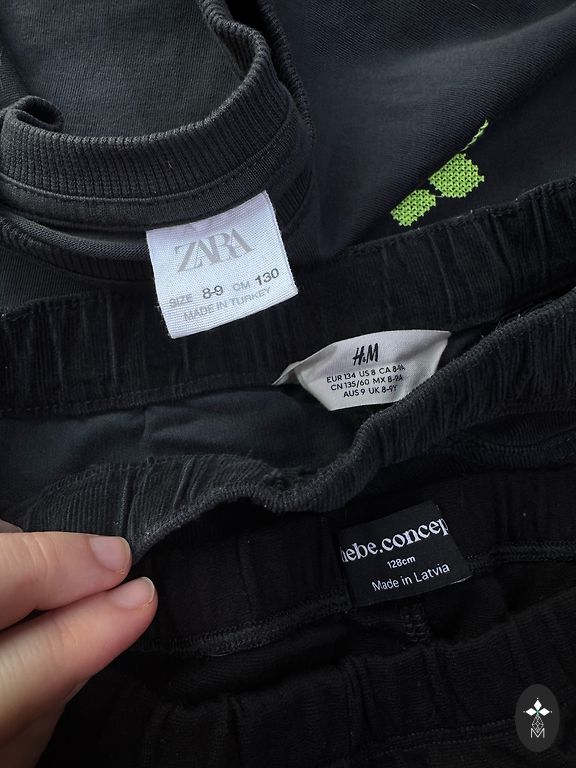 ZARA
SIZE 8-9 CM 130
MADE IN TURKEY
H&M
EUR 134 US 8 CA 8-9A
CN 135/60 MX 8-9A
AUS 9 UK 8-9Y
nebe.concep
128cm
Made in Latvia
M